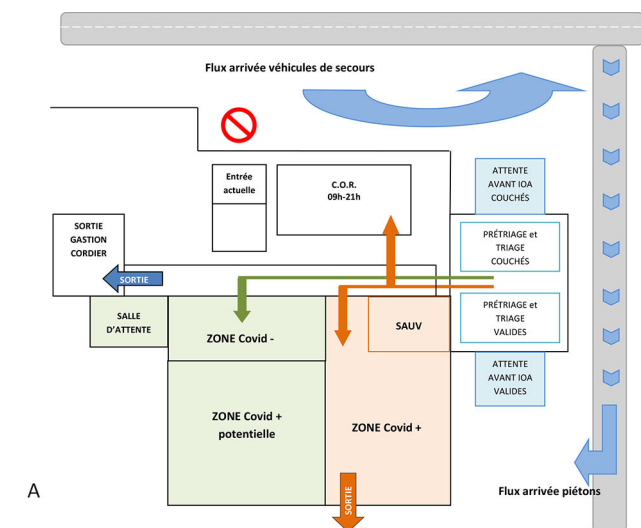 Flux arrivée véhicules de secours
Entrée
actuelle
C.O.R.
09h-21h
ATTENTE
AVANT IOA
COUCHÉS
SORTIE
GASTION
CORDIER
PRÉTRIAGE et
TRIAGE
COUCHÉS
SORTIE
PRÉTRIAGE et
TRIAGE
VALIDES
SALLE
D'ATTENTE
ZONE Covid -
SAUV
ATTENTE
AVANT IOA
VALIDES
ZONE Covid +
potentielle
ZONE Covid +
A
SORTIE
Flux arrivée piétons